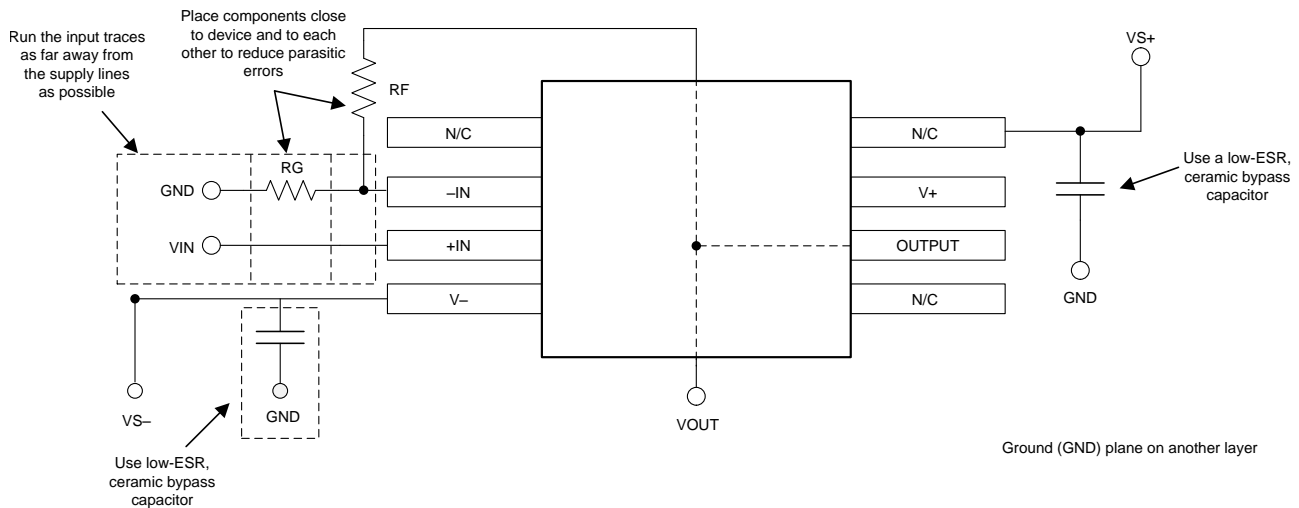 Place components close
to device and to each
other to reduce parasitic
errors
Run the input traces
as far away from
the supply lines
as possible
VS+
RF
N/C
N/C
Use a low-ESR,
ceramic bypass
capacitor
RG
GND
–IN
V+
VIN
+IN
OUTPUT
GND
V–
N/C
VS–
GND
VOUT
Ground (GND) plane on another layer
Use low-ESR,
ceramic bypass
capacitor